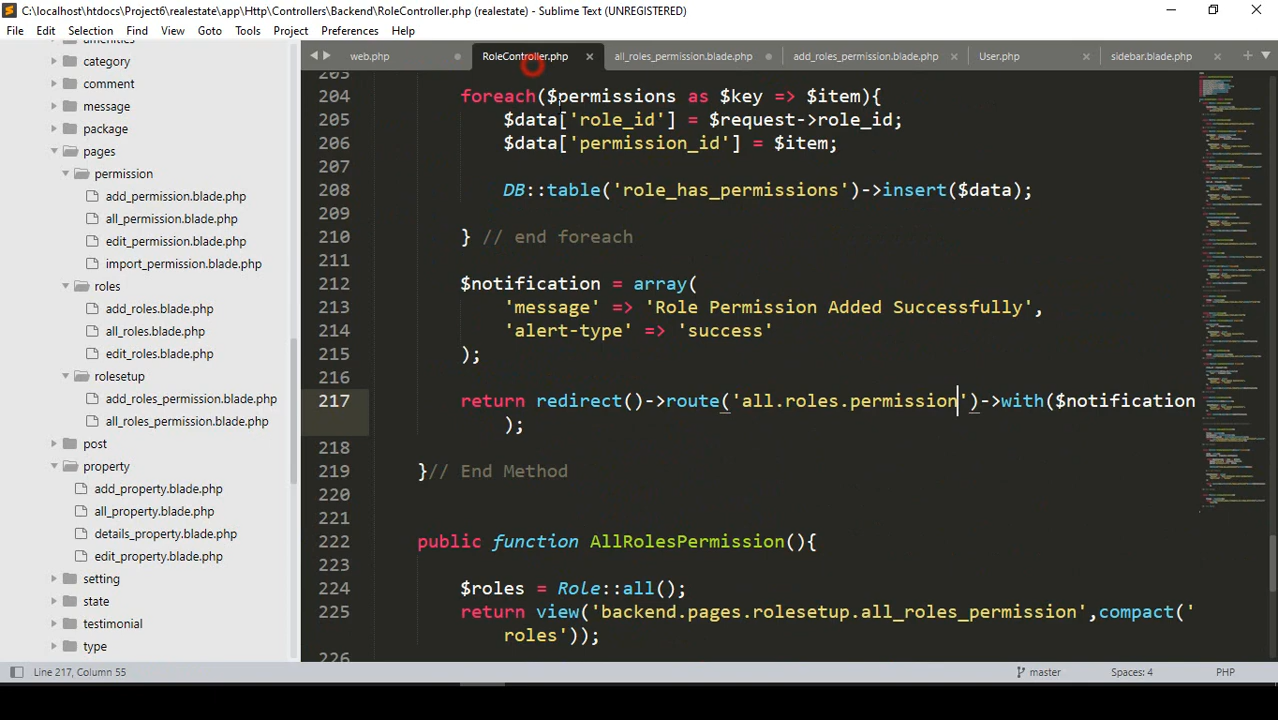 C:\localhost\htdocs\Project6\realestate\app\Http\Controllers\Backend\RoleController.php (realestate) - Sublime Text (UNREGISTERED)
File Edit Selection Find View Goto Tools Project Preferences Help
web.php RoleController.php all_roles_permission.blade.php add_roles_permission.blade.php User.php sidebar.blade.php
category
comment
message
package
pages
permission
add_permission.blade.php
all_permission.blade.php
edit_permission.blade.php
import_permission.blade.php
roles
add_roles.blade.php
all_roles.blade.php
edit_roles.blade.php
rolesetup
add_roles_permission.blade.php
all_roles_permission.blade.php
post
property
add_property.blade.php
all_property.blade.php
details_property.blade.php
edit_property.blade.php
setting
state
testimonial
type
203
204 foreach($permissions as $key => $item){
205 $data['role_id'] = $request->role_id;
206 $data['permission_id'] = $item;
207
208 DB::table('role_has_permissions')->insert($data);
209
210 } // end foreach
211
212 $notification = array(
213 'message' => 'Role Permission Added Successfully',
214 'alert-type' => 'success'
215 );
216
217 return redirect()->route('all.roles.permission')->with($notification
);
218
219 }// End Method
220
221
222 public function AllRolesPermission(){
223
224 $roles = Role::all();
225 return view('backend.pages.rolesetup.all_roles_permission',compact('
roles'));
226
Line 217, Column 55 master Spaces: 4 PHP